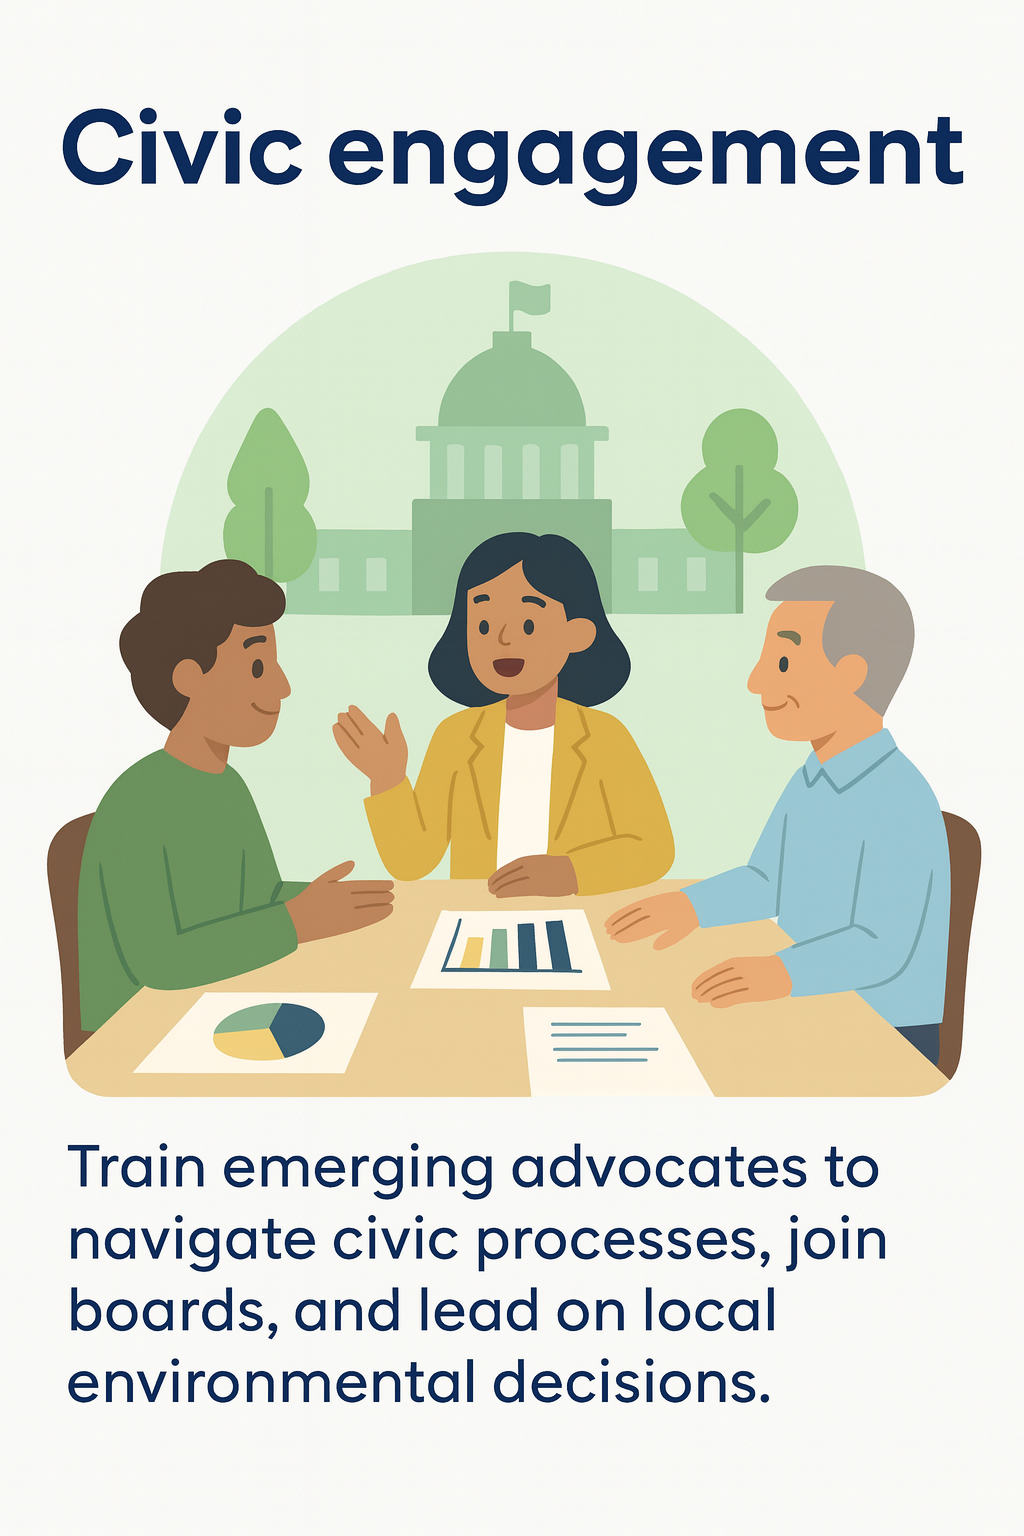 Civic engagement
Train emerging advocates to
navigate civic processes, join
boards, and lead on local
environmental decisions.